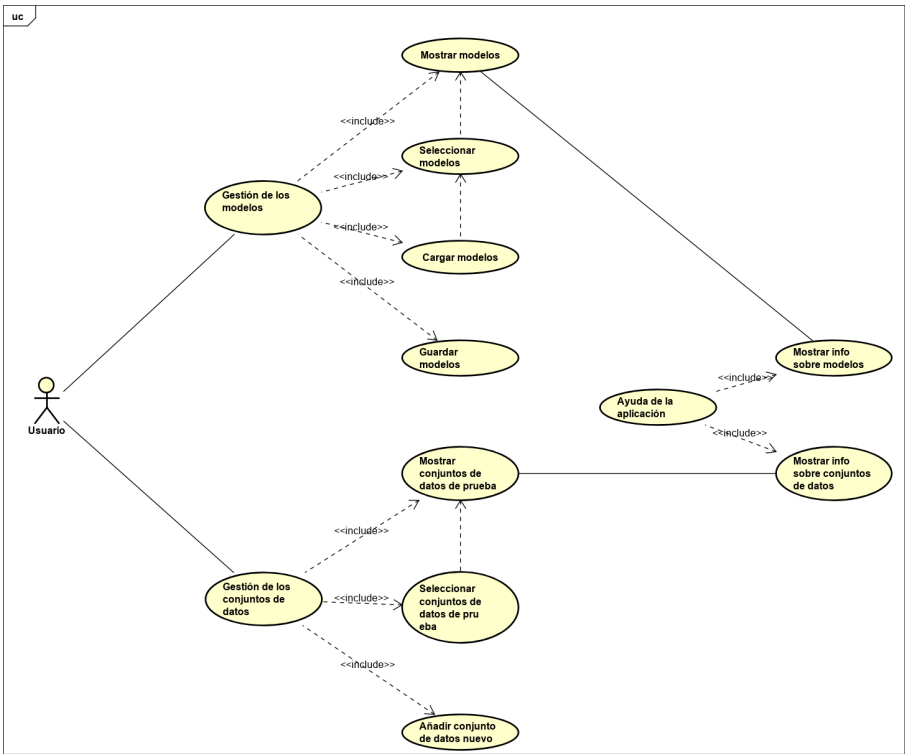 uc
Mostrar modelos
<<include>>
Seleccionar
modelos
<<include>>
Gestión de los
modelos
<<include>>
Cargar modelos
<<include>>
Guardar
modelos
Mostrar info
sobre modelos
<<include>>
Ayuda de la
aplicación
<<include>>
Usuario
Mostrar
conjuntos de
datos de prueba
Mostrar info
sobre conjuntos
de datos
<<include>>
Gestión de los
conjuntos de
datos
<<include>>
Seleccionar
conjuntos de
datos de pru
eba
<<include>>
Añadir conjunto
de datos nuevo